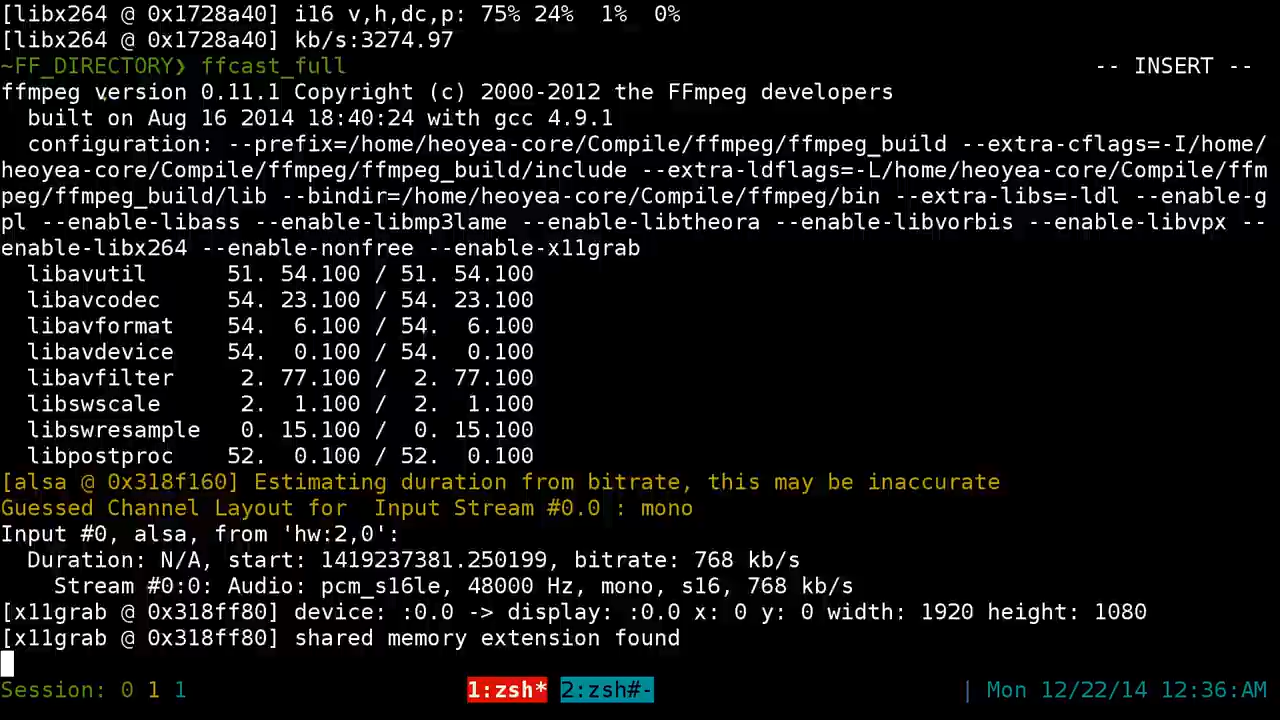 [libx264 @ 0x1728a40] i16 v,h,dc,p: 75% 24%  1%  0%
[libx264 @ 0x1728a40] kb/s:3274.97
~FF_DIRECTORY❯ ffcast_full -- INSERT --
ffmpeg version 0.11.1 Copyright (c) 2000-2012 the FFmpeg developers
  built on Aug 16 2014 18:40:24 with gcc 4.9.1
  configuration: --prefix=/home/heoyea-core/Compile/ffmpeg/ffmpeg_build --extra-cflags=-I/home/
heoyea-core/Compile/ffmpeg/ffmpeg_build/include --extra-ldflags=-L/home/heoyea-core/Compile/ffm
peg/ffmpeg_build/lib --bindir=/home/heoyea-core/Compile/ffmpeg/bin --extra-libs=-ldl --enable-g
pl --enable-libass --enable-libmp3lame --enable-libtheora --enable-libvorbis --enable-libvpx --
enable-libx264 --enable-nonfree --enable-x11grab
  libavutil      51. 54.100 / 51. 54.100
  libavcodec     54. 23.100 / 54. 23.100
  libavformat    54.  6.100 / 54.  6.100
  libavdevice    54.  0.100 / 54.  0.100
  libavfilter     2. 77.100 /  2. 77.100
  libswscale      2.  1.100 /  2.  1.100
  libswresample   0. 15.100 /  0. 15.100
  libpostproc    52.  0.100 / 52.  0.100
[alsa @ 0x318f160] Estimating duration from bitrate, this may be inaccurate
Guessed Channel Layout for  Input Stream #0.0 : mono
Input #0, alsa, from 'hw:2,0':
  Duration: N/A, start: 1419237381.250199, bitrate: 768 kb/s
    Stream #0:0: Audio: pcm_s16le, 48000 Hz, mono, s16, 768 kb/s
[x11grab @ 0x318ff80] device: :0.0 -> display: :0.0 x: 0 y: 0 width: 1920 height: 1080
[x11grab @ 0x318ff80] shared memory extension found
Session: 0 1 1 1:zsh* 2:zsh#- | Mon 12/22/14 12:36:AM